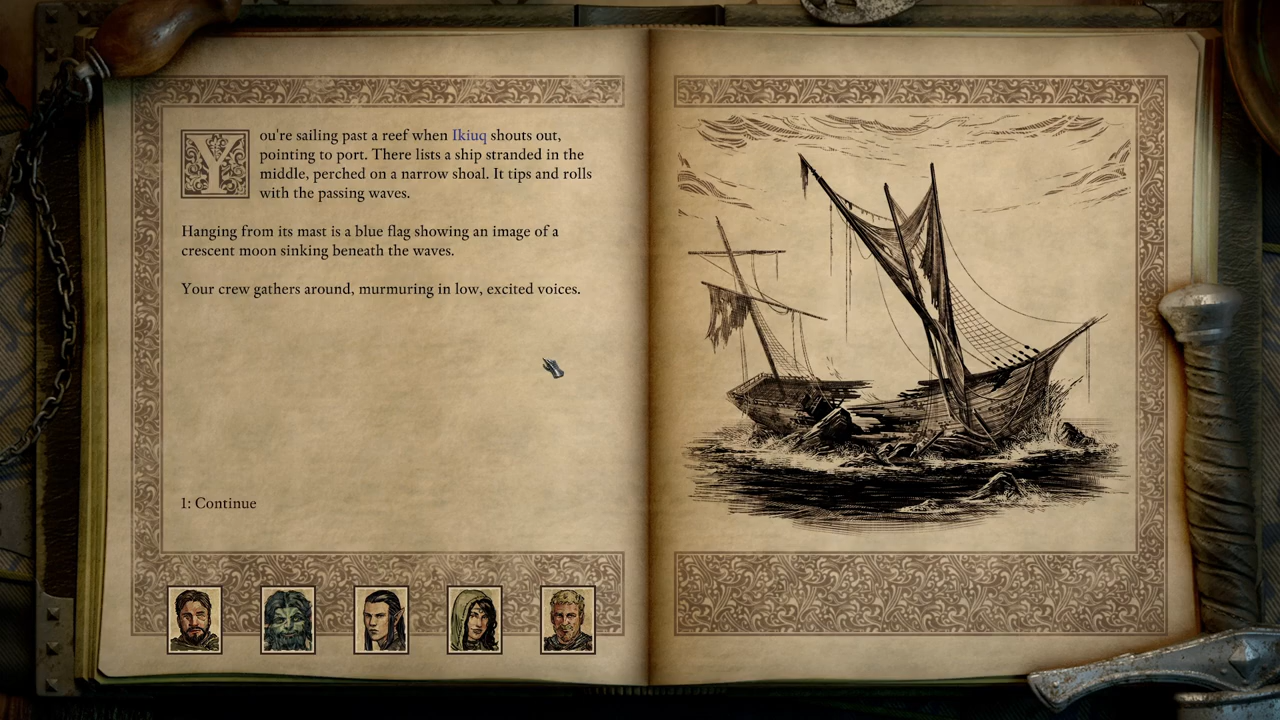 You're sailing past a reef when Ikiuq shouts out,
pointing to port. There lists a ship stranded in the
middle, perched on a narrow shoal. It tips and rolls
with the passing waves.
Hanging from its mast is a blue flag showing an image of a
crescent moon sinking beneath the waves.
Your crew gathers around, murmuring in low, excited voices.
1: Continue